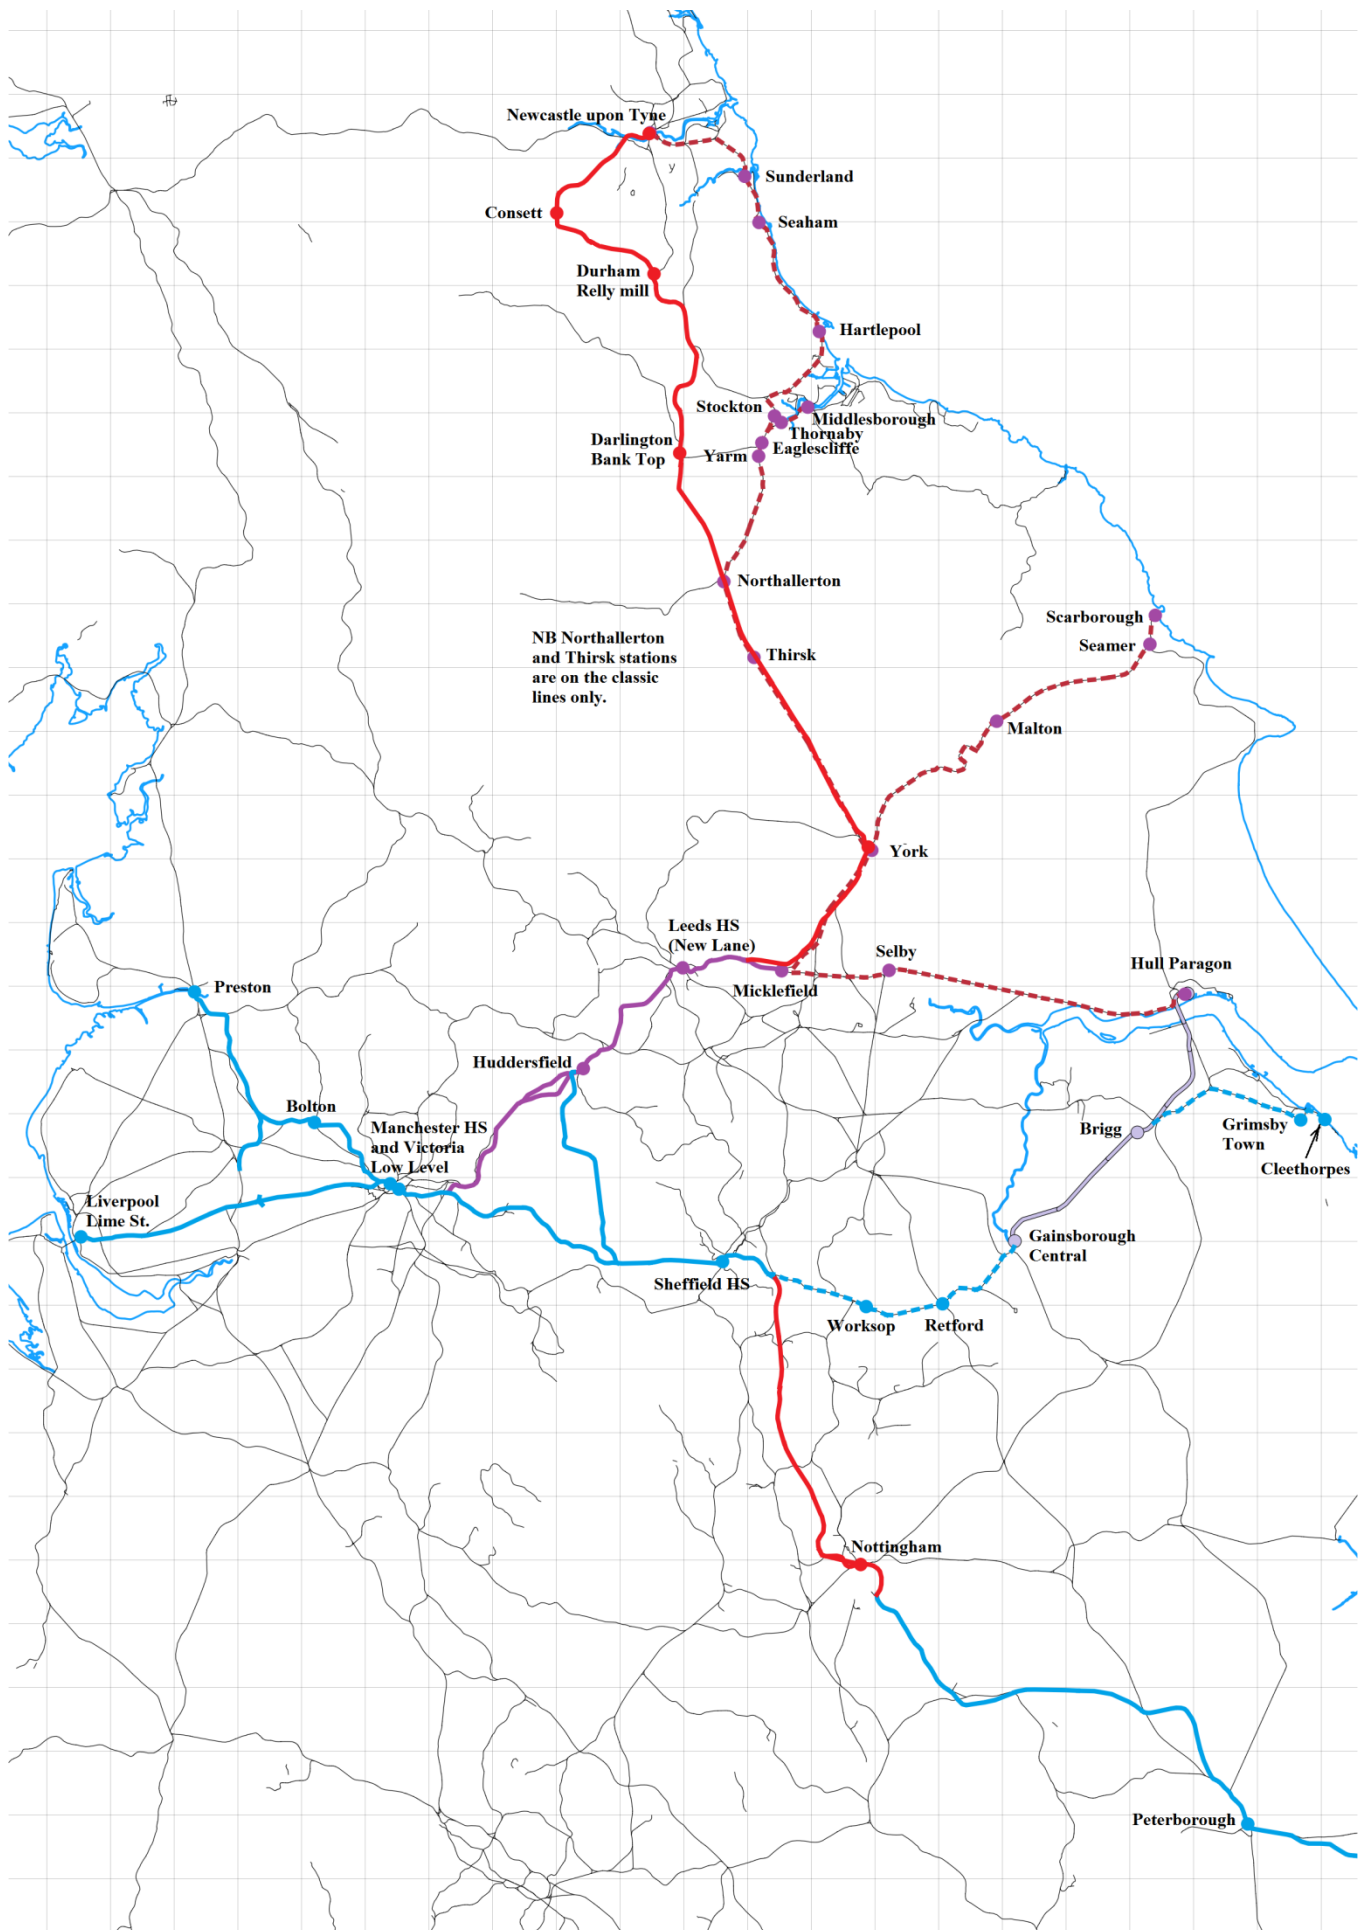 Newcastle upon Tyne
Sunderland
Consett
Seaham
Durham
Relly mill
Hartlepool
Stockton
Middlesborough
Thornaby
Darlington
Bank Top
Eaglescliffe
Yarm
Northallerton
Scarborough
Seamer
NB Northallerton
and Thirsk stations
are on the classic
lines only.
Thirsk
Malton
York
Leeds HS
(New Lane)
Selby
Hull Paragon
Micklefield
Preston
Huddersfield
Bolton
Manchester HS
and Victoria
Low Level
Brigg
Grimsby
Town
Cleethorpes
Liverpool
Lime St.
Gainsborough
Central
Sheffield HS
Worksop
Retford
Nottingham
Peterborough